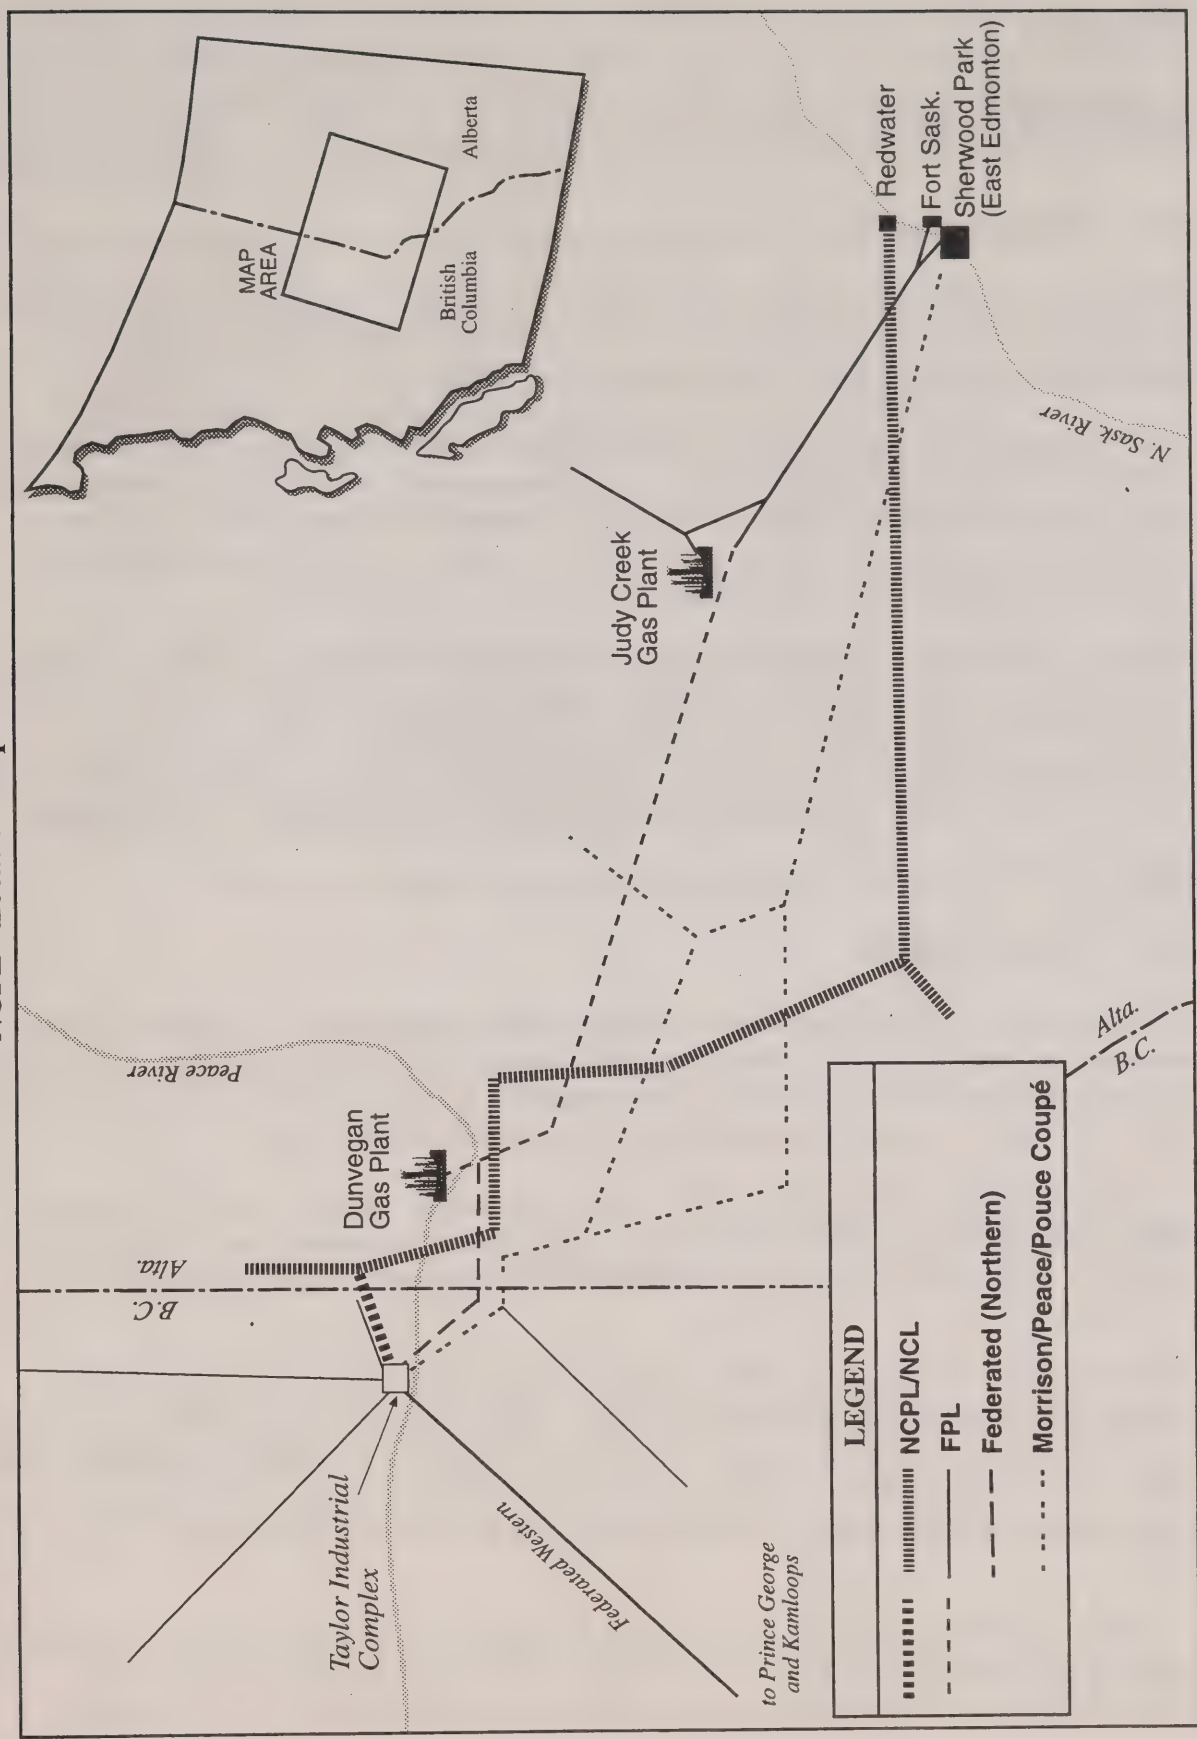 MAP
AREA
British
Columbia
Alberta
Peace River
Dunvegan
Gas Plant
Judy Creek
Gas Plant
Redwater
Fort Sask.
Sherwood Park
(East Edmonton)
N. Sask. River
B.C.
Alta.
Taylor Industrial
Complex
Federated Western
to Prince George
and Kamloops
Alta.
B.C.
LEGEND
NCPL/NCL
FPL
Federated (Northern)
Morrison/Peace/Pouce Coupé